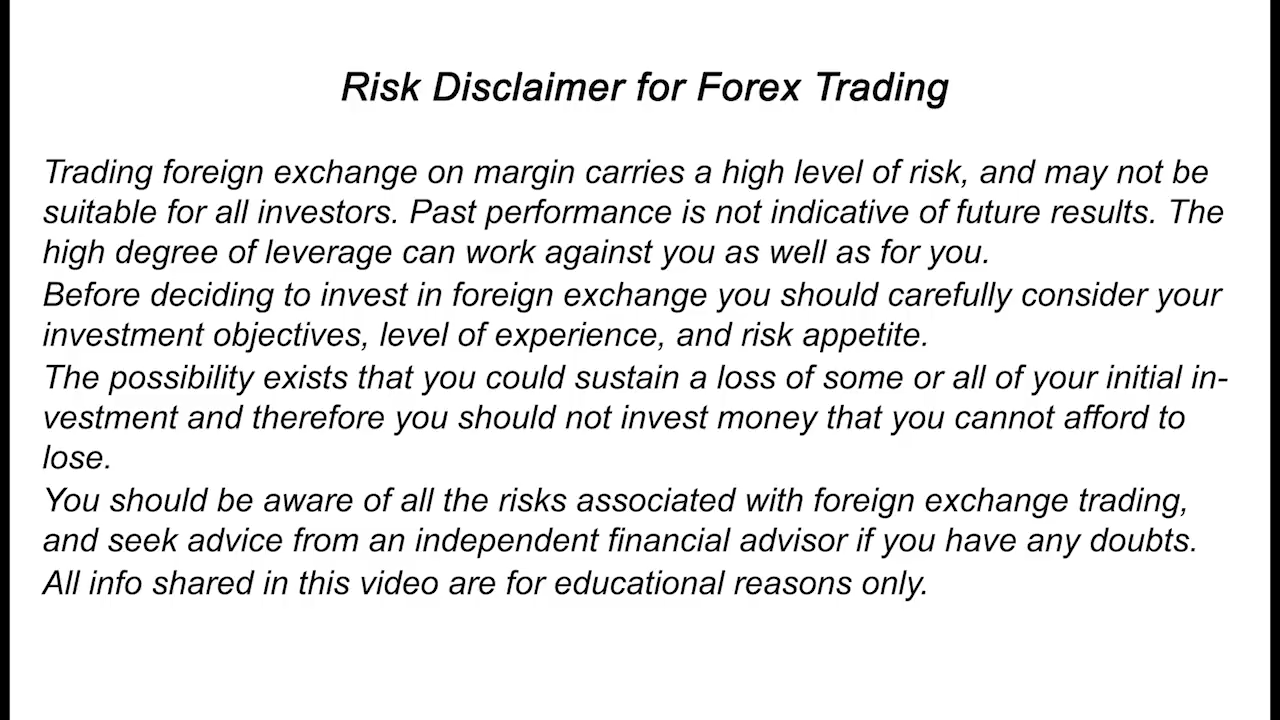 Risk Disclaimer for Forex Trading
Trading foreign exchange on margin carries a high level of risk, and may not be
suitable for all investors. Past performance is not indicative of future results. The
high degree of leverage can work against you as well as for you.
Before deciding to invest in foreign exchange you should carefully consider your
investment objectives, level of experience, and risk appetite.
The possibility exists that you could sustain a loss of some or all of your initial in-
vestment and therefore you should not invest money that you cannot afford to
lose.
You should be aware of all the risks associated with foreign exchange trading,
and seek advice from an independent financial advisor if you have any doubts.
All info shared in this video are for educational reasons only.